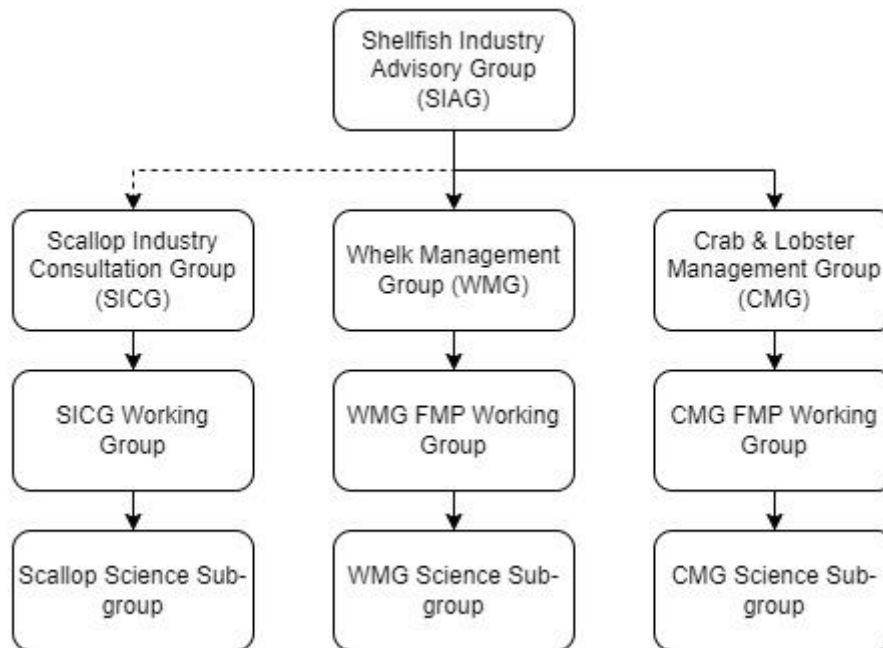 Shellfish Industry
Advisory Group
(SIAG)
Scallop Industry
Consultation Group
(SICG)
Whelk Management
Group (WMG)
Crab & Lobster
Management Group
(CMG)
SICG Working
Group
WMG FMP Working
Group
CMG FMP Working
Group
Scallop Science Sub-
group
WMG Science Sub-
group
CMG Science Sub-
group